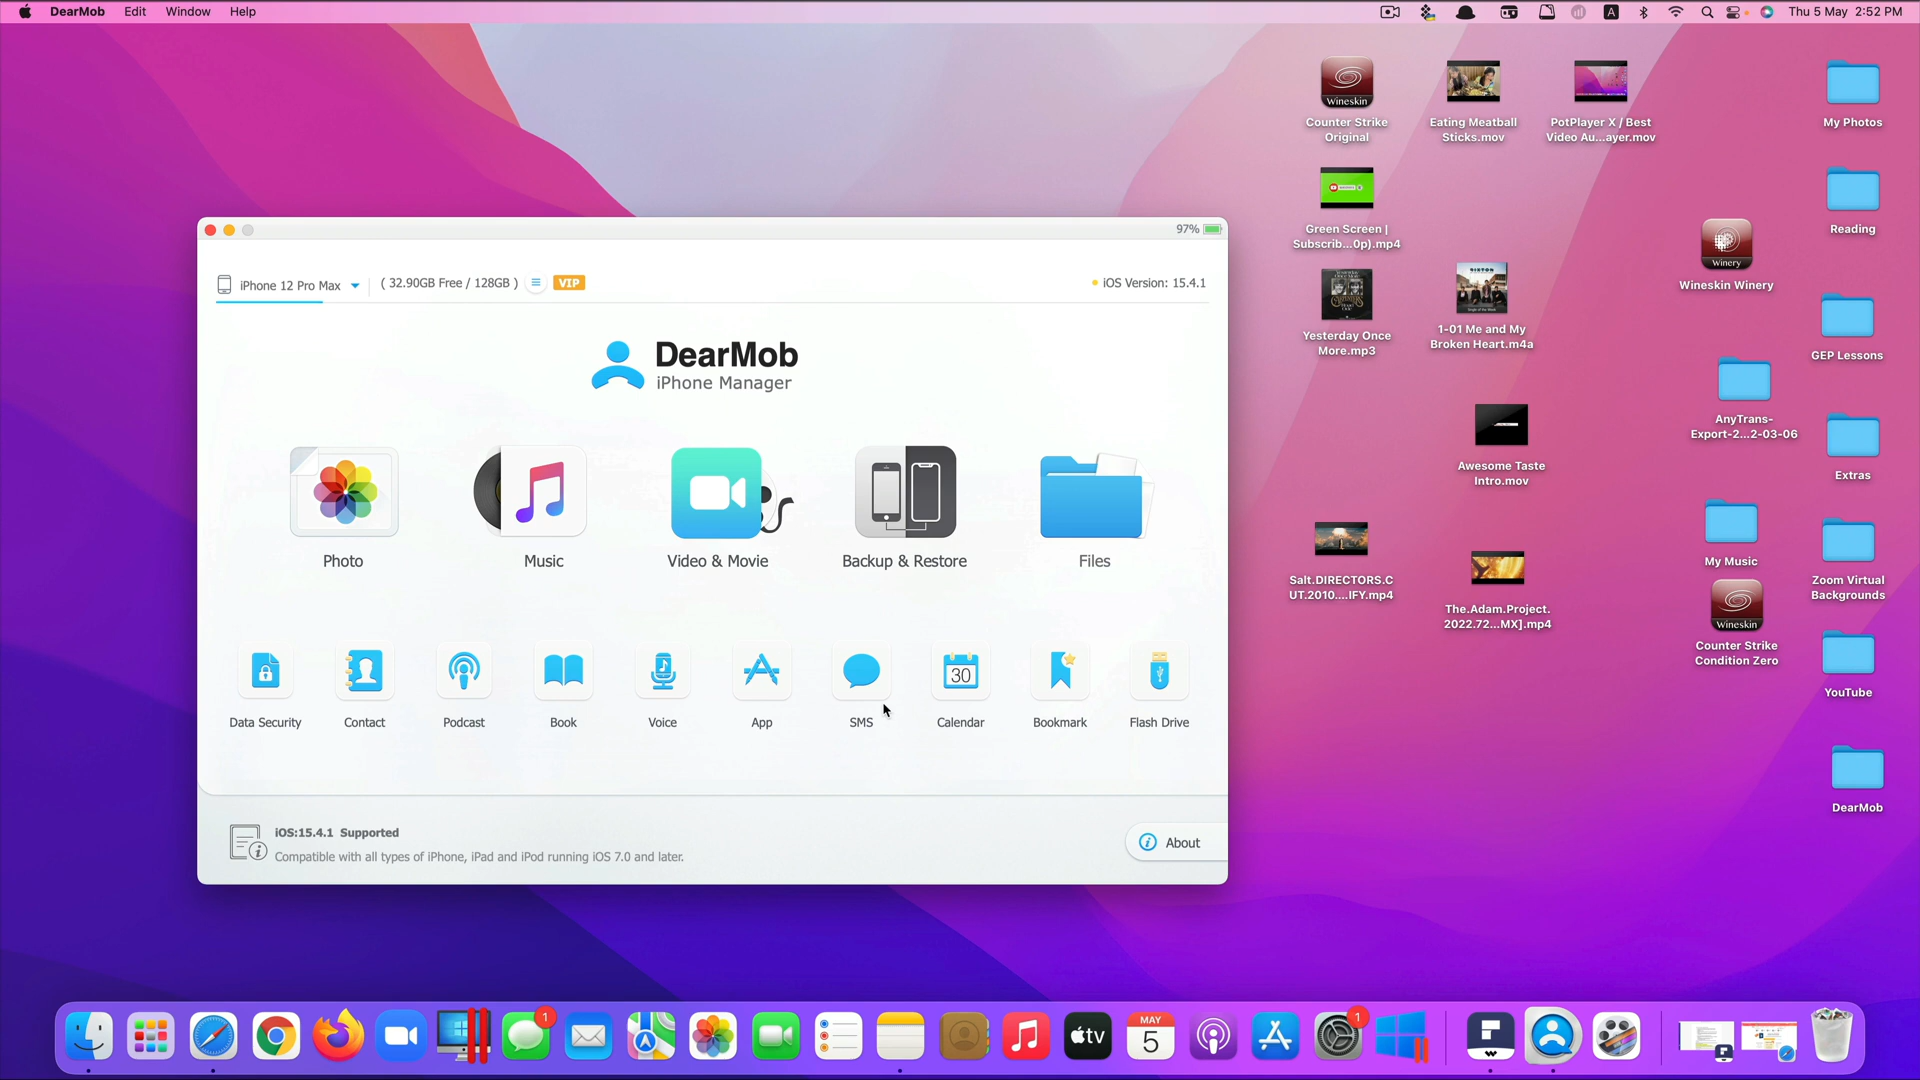 DearMob Edit Window Help
A
Thu 5 May 2:52 PM
Wineskin
Counter Strike
Original
Eating Meatball
Sticks.mov
PotPlayer X / Best
Video Au...ayer.mov
My Photos
Green Screen |
Subscrib...0p).mp4
Reading
Winery
Wineskin Winery
Yesterday Once
More.mp3
1-01 Me and My
Broken Heart.m4a
GEP Lessons
AnyTrans-
Export-2...2-03-06
Extras
Awesome Taste
Intro.mov
My Music
Zoom Virtual
Backgrounds
Salt.DIRECTORS.C
UT.2010....IFY.mp4
The.Adam.Project.
2022.72...MX].mp4
Wineskin
Counter Strike
Condition Zero
YouTube
DearMob
97%
iPhone 12 Pro Max
( 32.90GB Free / 128GB )
VIP
iOS Version: 15.4.1
DearMob
iPhone Manager
Photo
Music
Video & Movie
Backup & Restore
Files
30
Data Security
Contact
Podcast
Book
Voice
App
SMS
Calendar
Bookmark
Flash Drive
iOS:15.4.1 Supported
Compatible with all types of iPhone, iPad and iPod running iOS 7.0 and later.
About
1
tv
MAY
5
1